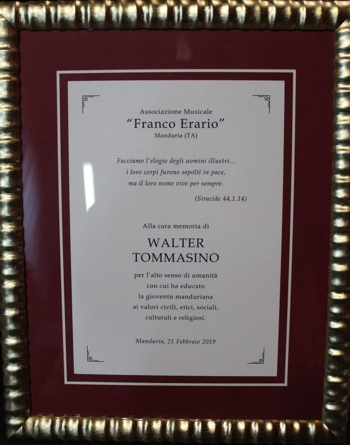 Associazione Musicale
“Franco Erario”
Manduria (TA)
Facciamo l'elogio degli uomini illustri...
i loro corpi furono sepolti in pace,
ma il loro nome vive per sempre.
(Siracide 44,1.14)
Alla cara memoria di
WALTER
TOMMASINO
per l'alto senso di umanità
con cui ha educato
la gioventù manduriana
ai valori civili, etici, sociali,
culturali e religiosi.
Manduria, 21 Febbraio 2019